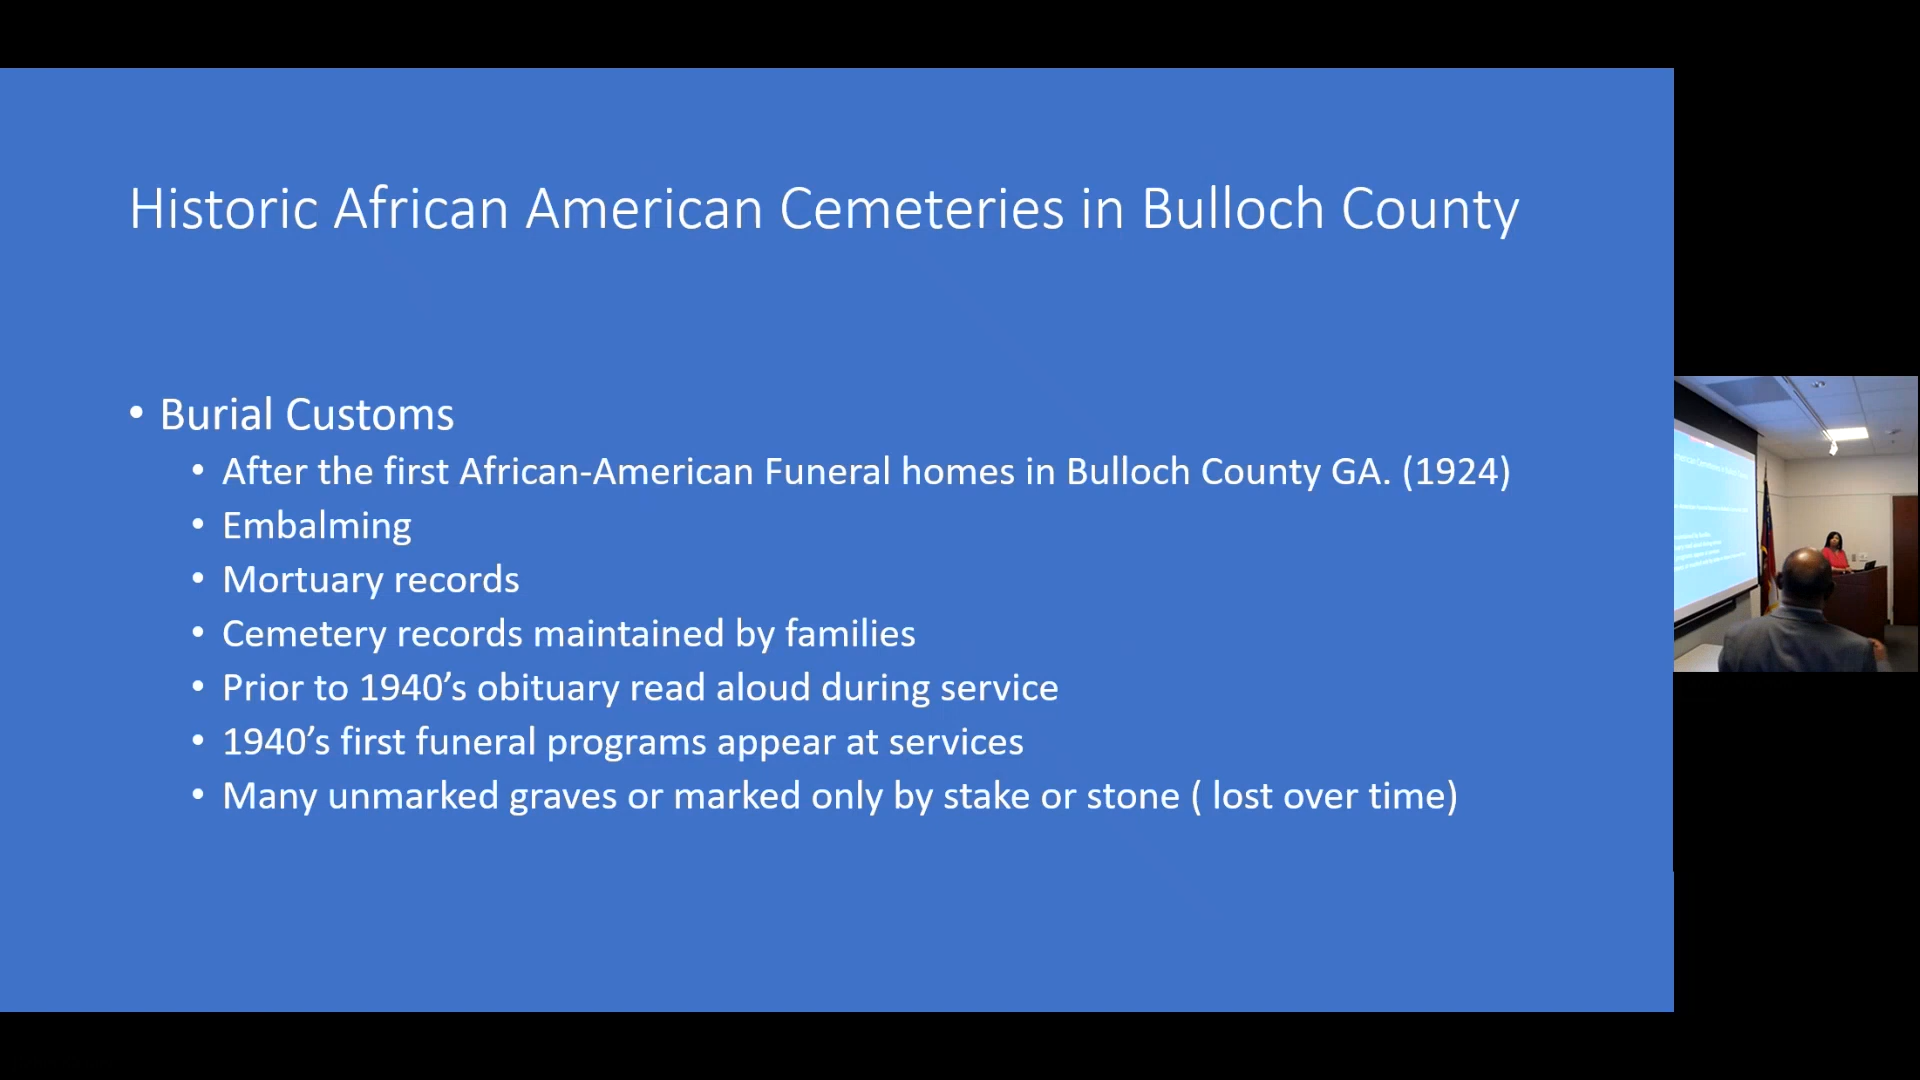 Historic African American Cemeteries in Bulloch County
• Burial Customs
• After the first African-American Funeral homes in Bulloch County GA. (1924)
• Embalming
• Mortuary records
• Cemetery records maintained by families
• Prior to 1940’s obituary read aloud during service
• 1940’s first funeral programs appear at services
• Many unmarked graves or marked only by stake or stone ( lost over time)